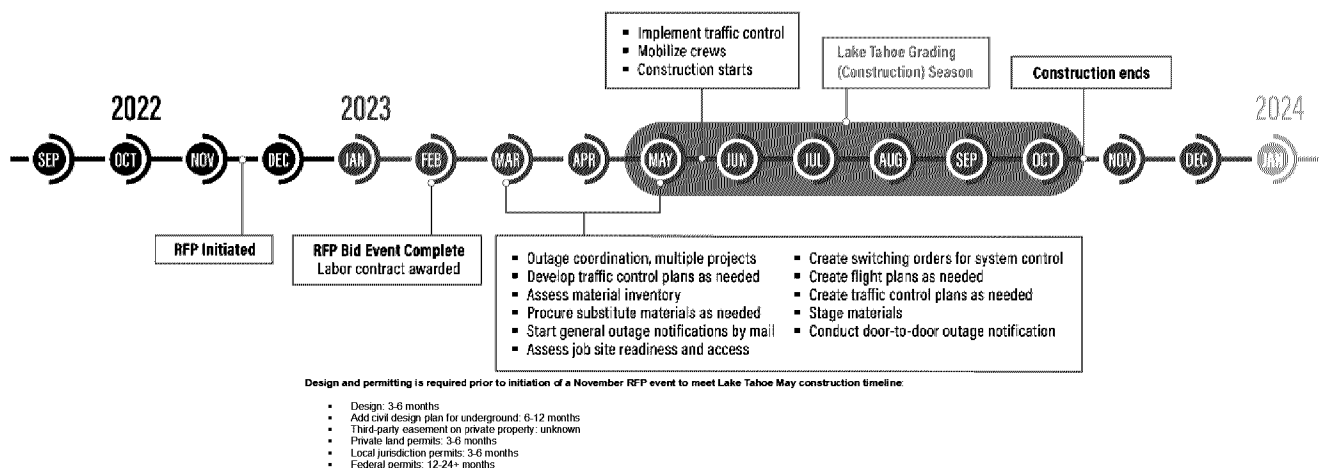 ▪ Implement traffic control
▪ Mobilize crews
▪ Construction starts
Lake Tahoe Grading
(Construction) Season
Construction ends
2022
2023
2024
SEP
OCT
NOV
DEC
JAN
FEB
MAR
APR
MAY
JUN
JUL
AUG
SEP
OCT
NOV
DEC
JAN
RFP Initiated
RFP Bid Event Complete
Labor contract awarded
▪ Outage coordination, multiple projects
▪ Develop traffic control plans as needed
▪ Assess material inventory
▪ Procure substitute materials as needed
▪ Start general outage notifications by mail
▪ Assess job site readiness and access
▪ Create switching orders for system control
▪ Create flight plans as needed
▪ Create traffic control plans as needed
▪ Stage materials
▪ Conduct door-to-door outage notification
Design and permitting is required prior to initiation of a November RFP event to meet Lake Tahoe May construction timeline:
▪ Design: 3-6 months
▪ Add civil design plan for underground: 6-12 months
▪ Third-party easement on private property: unknown
▪ Private land permits: 3-6 months
▪ Local jurisdiction permits: 3-6 months
▪ Federal permits: 12-24+ months